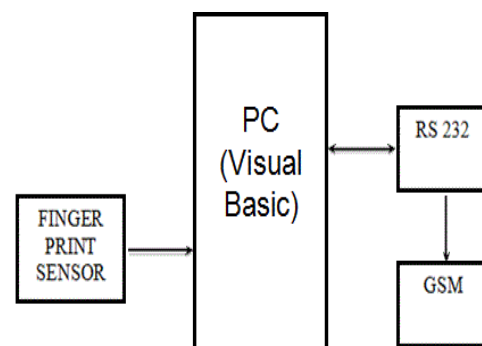 PC
(Visual
Basic)
RS 232
FINGER
PRINT
SENSOR
GSM